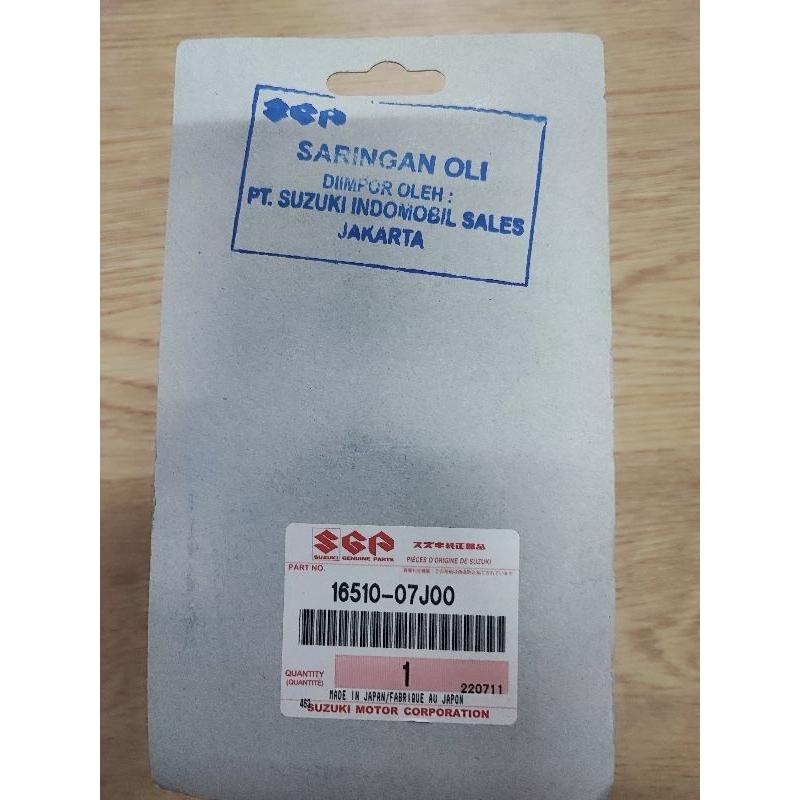 SGP
SARINGAN OLI
DIIMPOR OLEH :
PT. SUZUKI INDOMOBIL SALES
JAKARTA
SGP スズキ純正部品
SUZUKI GENUINE PARTS PIÈCES D'ORIGINE DE SUZUKI
PART NO.
16510-07J00
QUANTITY 1
(QUANTITÉ) 220711
MADE IN JAPAN/FABRIQUE AU JAPON
SUZUKI MOTOR CORPORATION